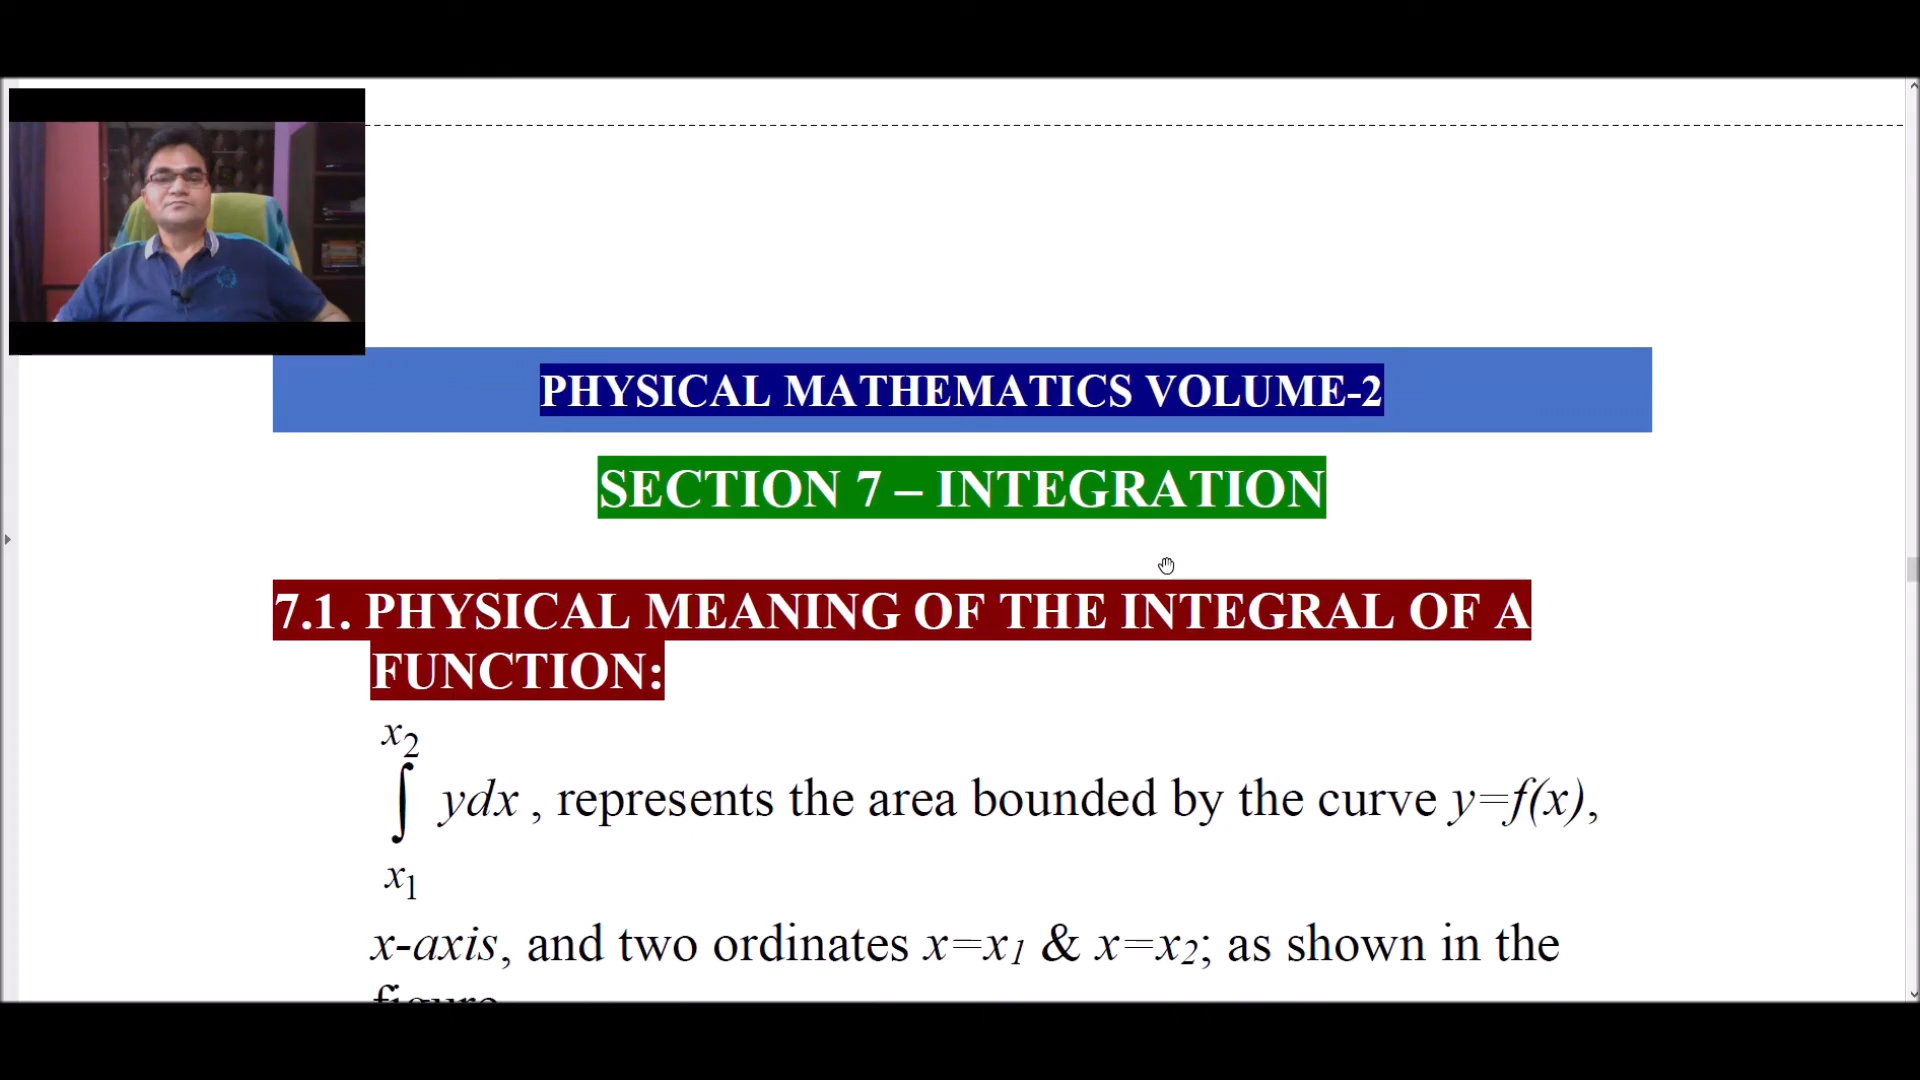 PHYSICAL MATHEMATICS VOLUME-2
SECTION 7 – INTEGRATION
7.1. PHYSICAL MEANING OF THE INTEGRAL OF A
FUNCTION:
x2
∫ ydx , represents the area bounded by the curve y=f(x),
x1
x-axis, and two ordinates x=x1 & x=x2; as shown in the
figure